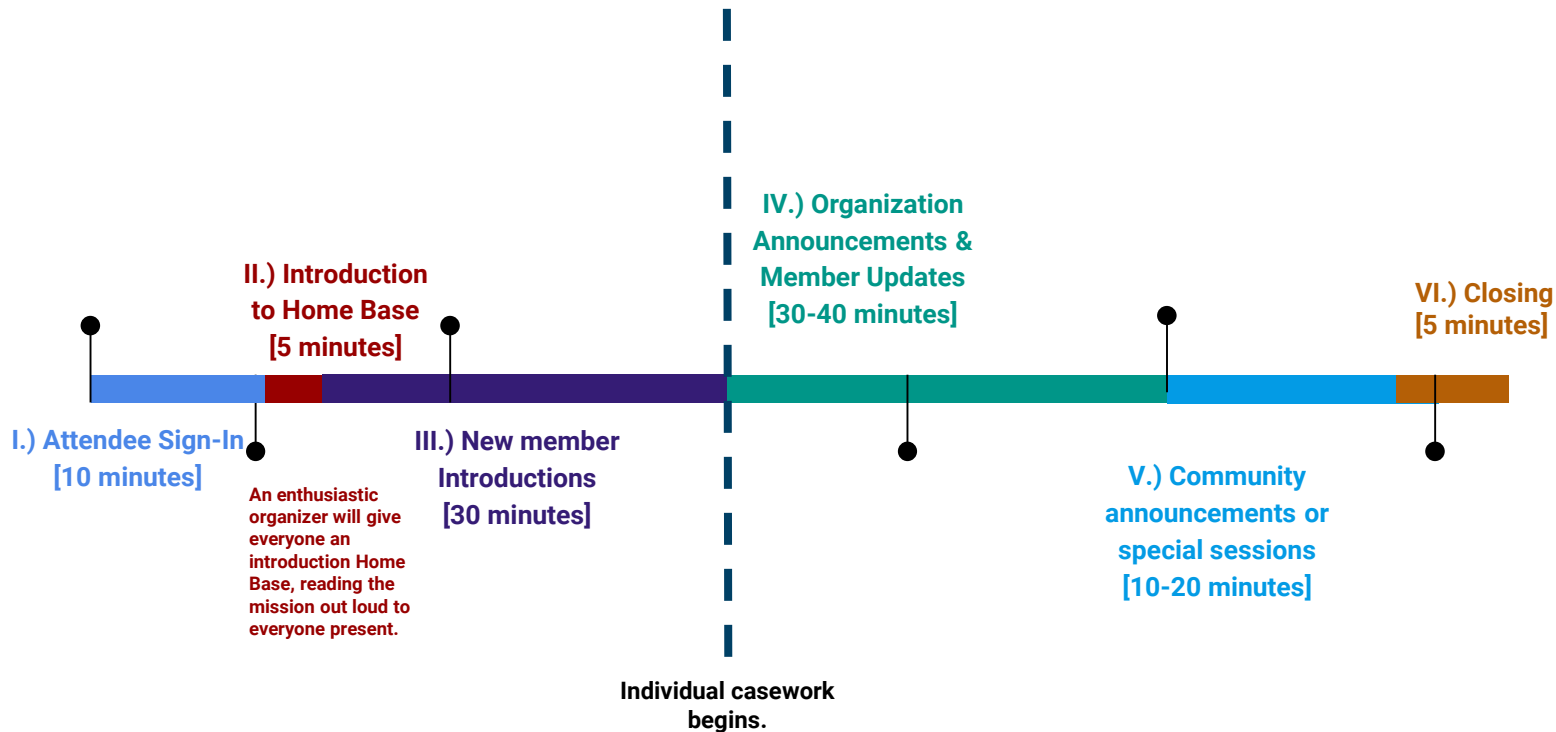 I.) Attendee Sign-In
[10 minutes]
II.) Introduction
to Home Base
[5 minutes]
An enthusiastic
organizer will give
everyone an
introduction Home
Base, reading the
mission out loud to
everyone present.
III.) New member
Introductions
[30 minutes]
Individual casework
begins.
IV.) Organization
Announcements &
Member Updates
[30-40 minutes]
V.) Community
announcements or
special sessions
[10-20 minutes]
VI.) Closing
[5 minutes]